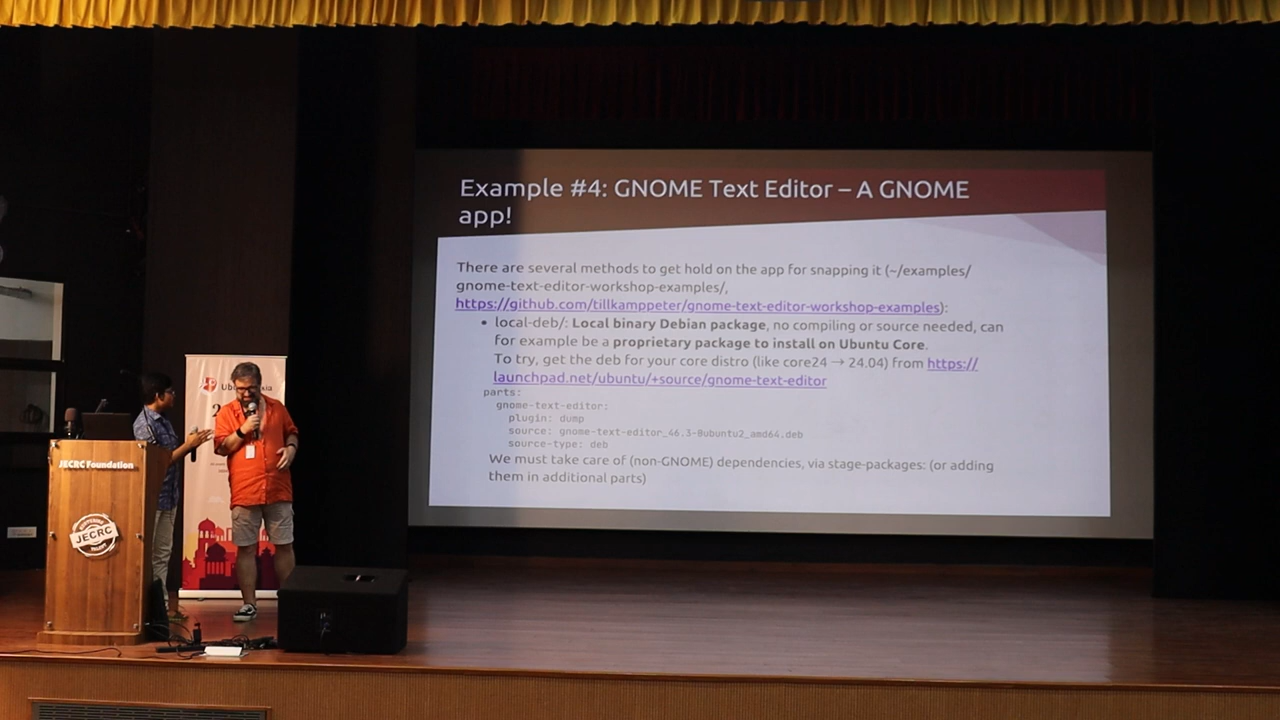 Example #4: GNOME Text Editor – A GNOME
app!
There are several methods to get hold on the app for snapping it (~/examples/
gnome-text-editor-workshop-examples/,
https://github.com/tillkamppeter/gnome-text-editor-workshop-examples):
• local-deb/: Local binary Debian package, no compiling or source needed, can
for example be a proprietary package to install on Ubuntu Core.
To try, get the deb for your core distro (like core24 → 24.04) from https://
launchpad.net/ubuntu/+source/gnome-text-editor
parts:
gnome-text-editor:
plugin: dump
source: gnome-text-editor_46.3-0ubuntu2_amd64.deb
source-type: deb
We must take care of (non-GNOME) dependencies, via stage-packages: (or adding
them in additional parts)
JECRC Foundation
JECRC